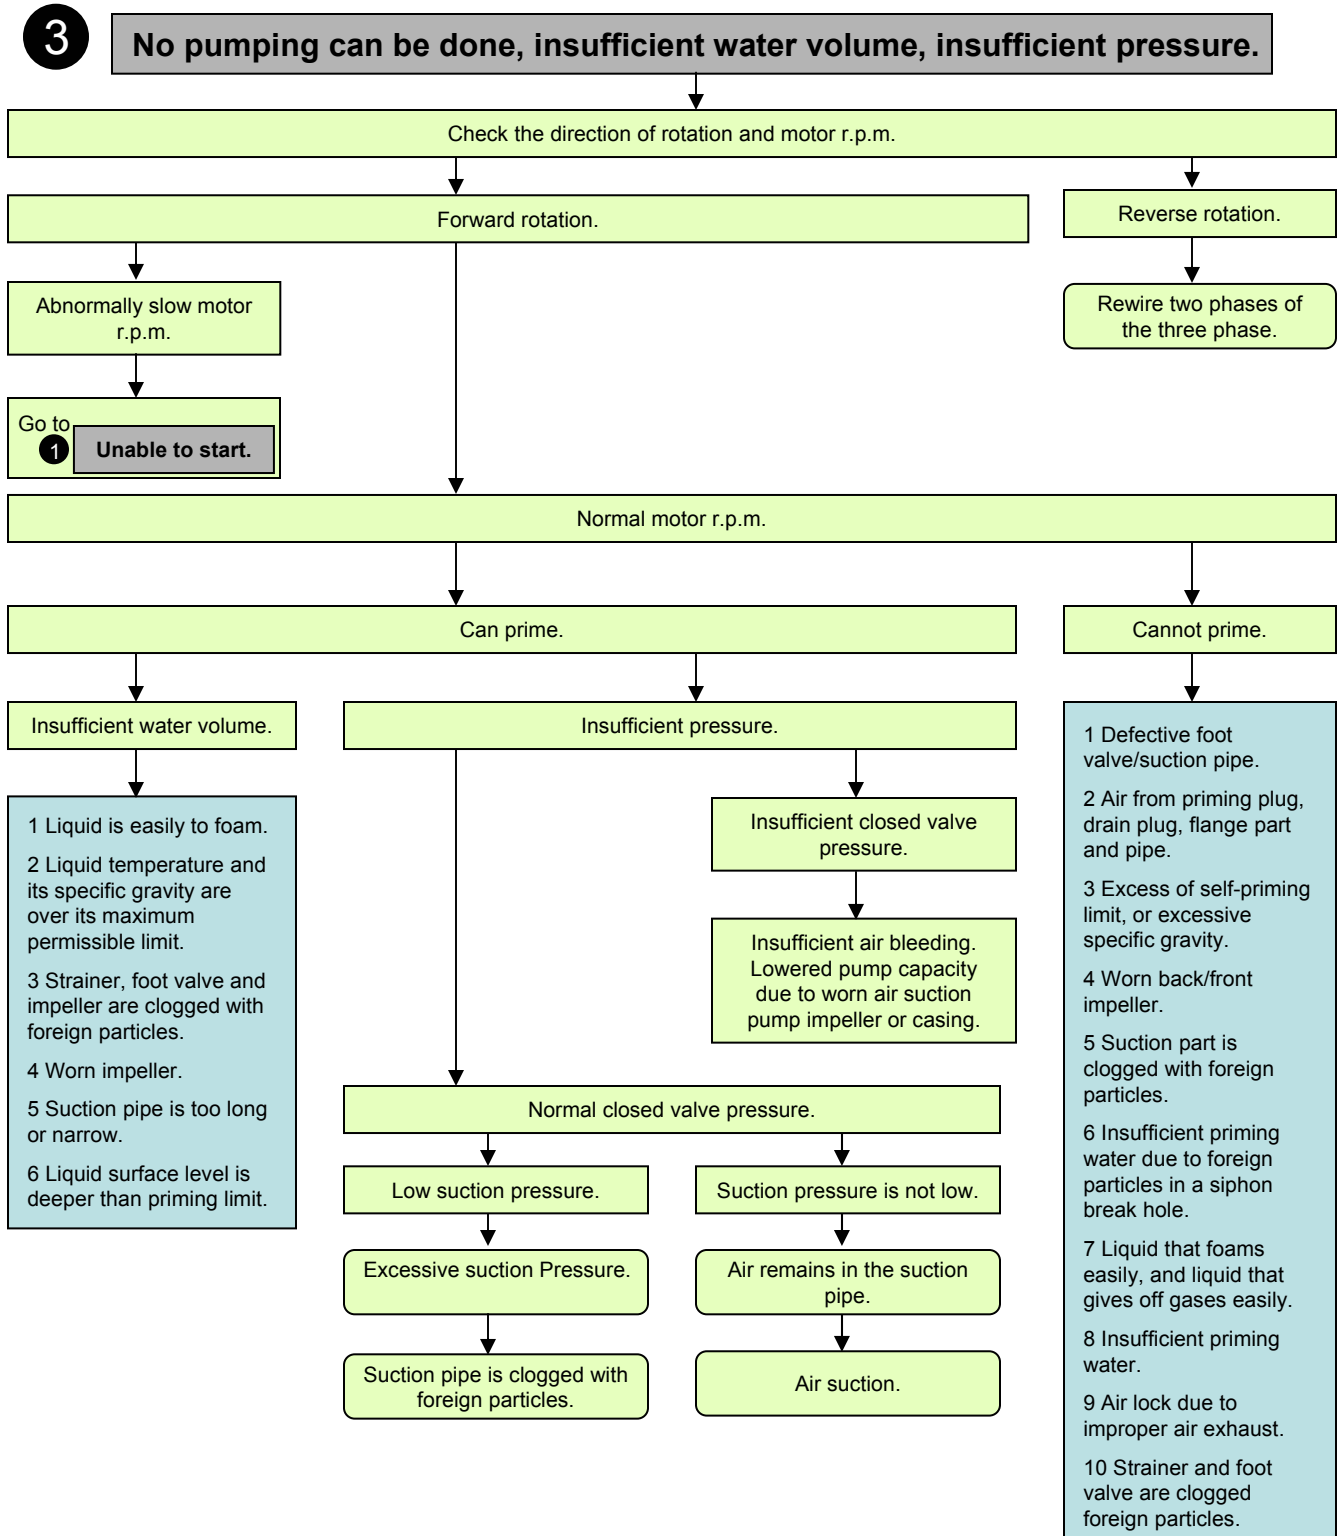 3
No pumping can be done, insufficient water volume, insufficient pressure.
Check the direction of rotation and motor r.p.m.
Forward rotation.
Reverse rotation.
Abnormally slow motor
r.p.m.
Rewire two phases of
the three phase.
Go to
1
Unable to start.
Normal motor r.p.m.
Can prime.
Cannot prime.
Insufficient water volume.
Insufficient pressure.
1 Liquid is easily to foam.
2 Liquid temperature and
its specific gravity are
over its maximum
permissible limit.
3 Strainer, foot valve and
impeller are clogged with
foreign particles.
4 Worn impeller.
5 Suction pipe is too long
or narrow.
6 Liquid surface level is
deeper than priming limit.
Insufficient closed valve
pressure.
Insufficient air bleeding.
Lowered pump capacity
due to worn air suction
pump impeller or casing.
Normal closed valve pressure.
Low suction pressure.
Suction pressure is not low.
Excessive suction Pressure.
Air remains in the suction
pipe.
Suction pipe is clogged with
foreign particles.
Air suction.
1 Defective foot
valve/suction pipe.
2 Air from priming plug,
drain plug, flange part
and pipe.
3 Excess of self-priming
limit, or excessive
specific gravity.
4 Worn back/front
impeller.
5 Suction part is
clogged with foreign
particles.
6 Insufficient priming
water due to foreign
particles in a siphon
break hole.
7 Liquid that foams
easily, and liquid that
gives off gases easily.
8 Insufficient priming
water.
9 Air lock due to
improper air exhaust.
10 Strainer and foot
valve are clogged
foreign particles.